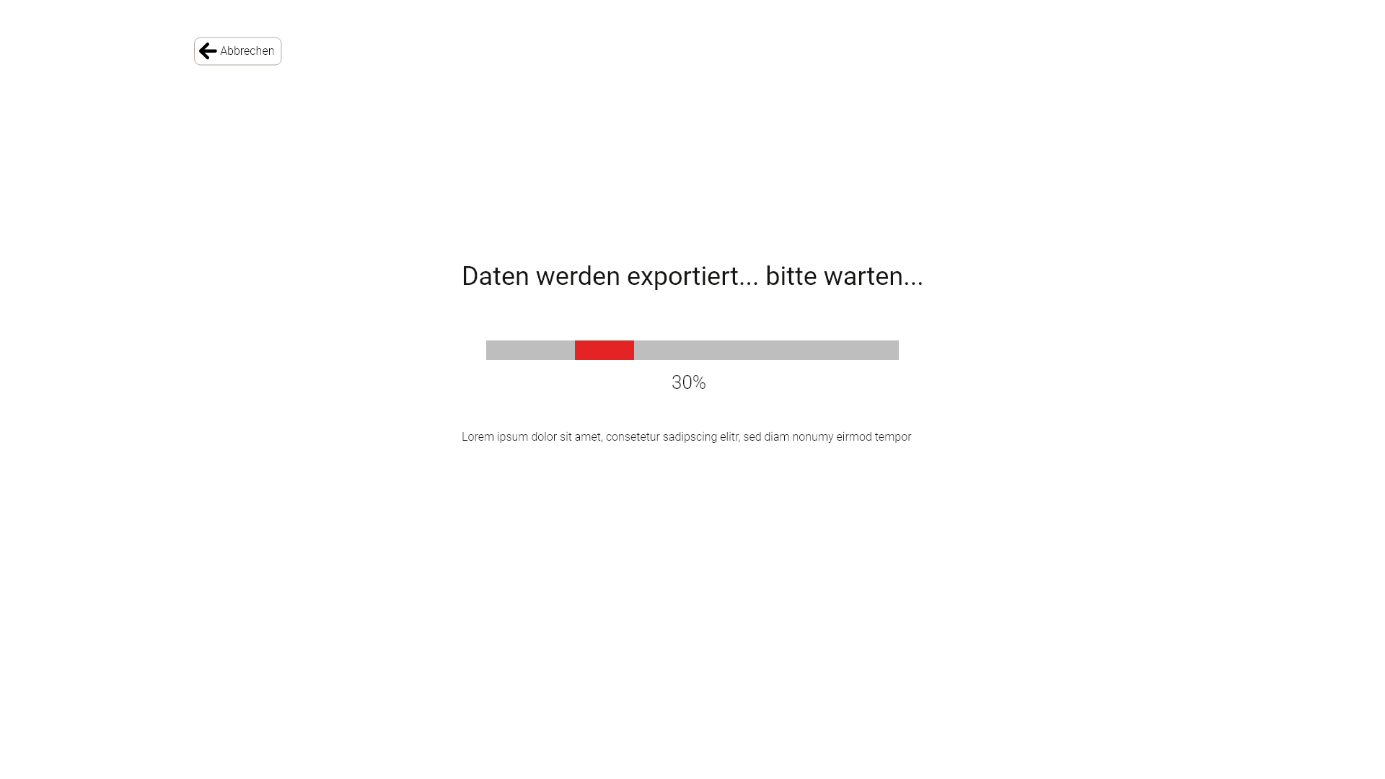 Abbrechen
Daten werden exportiert... bitte warten...
30%
Lorem ipsum dolor sit amet, consetetur sadipscing elitr, sed diam nonumy eirmod tempor